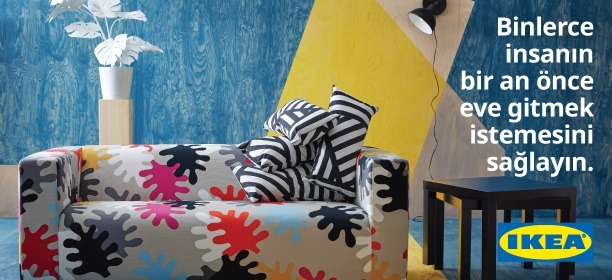 Binlerce
insanın
bir an önce
eve gitmek
istemesini
sağlayın.
IKEA